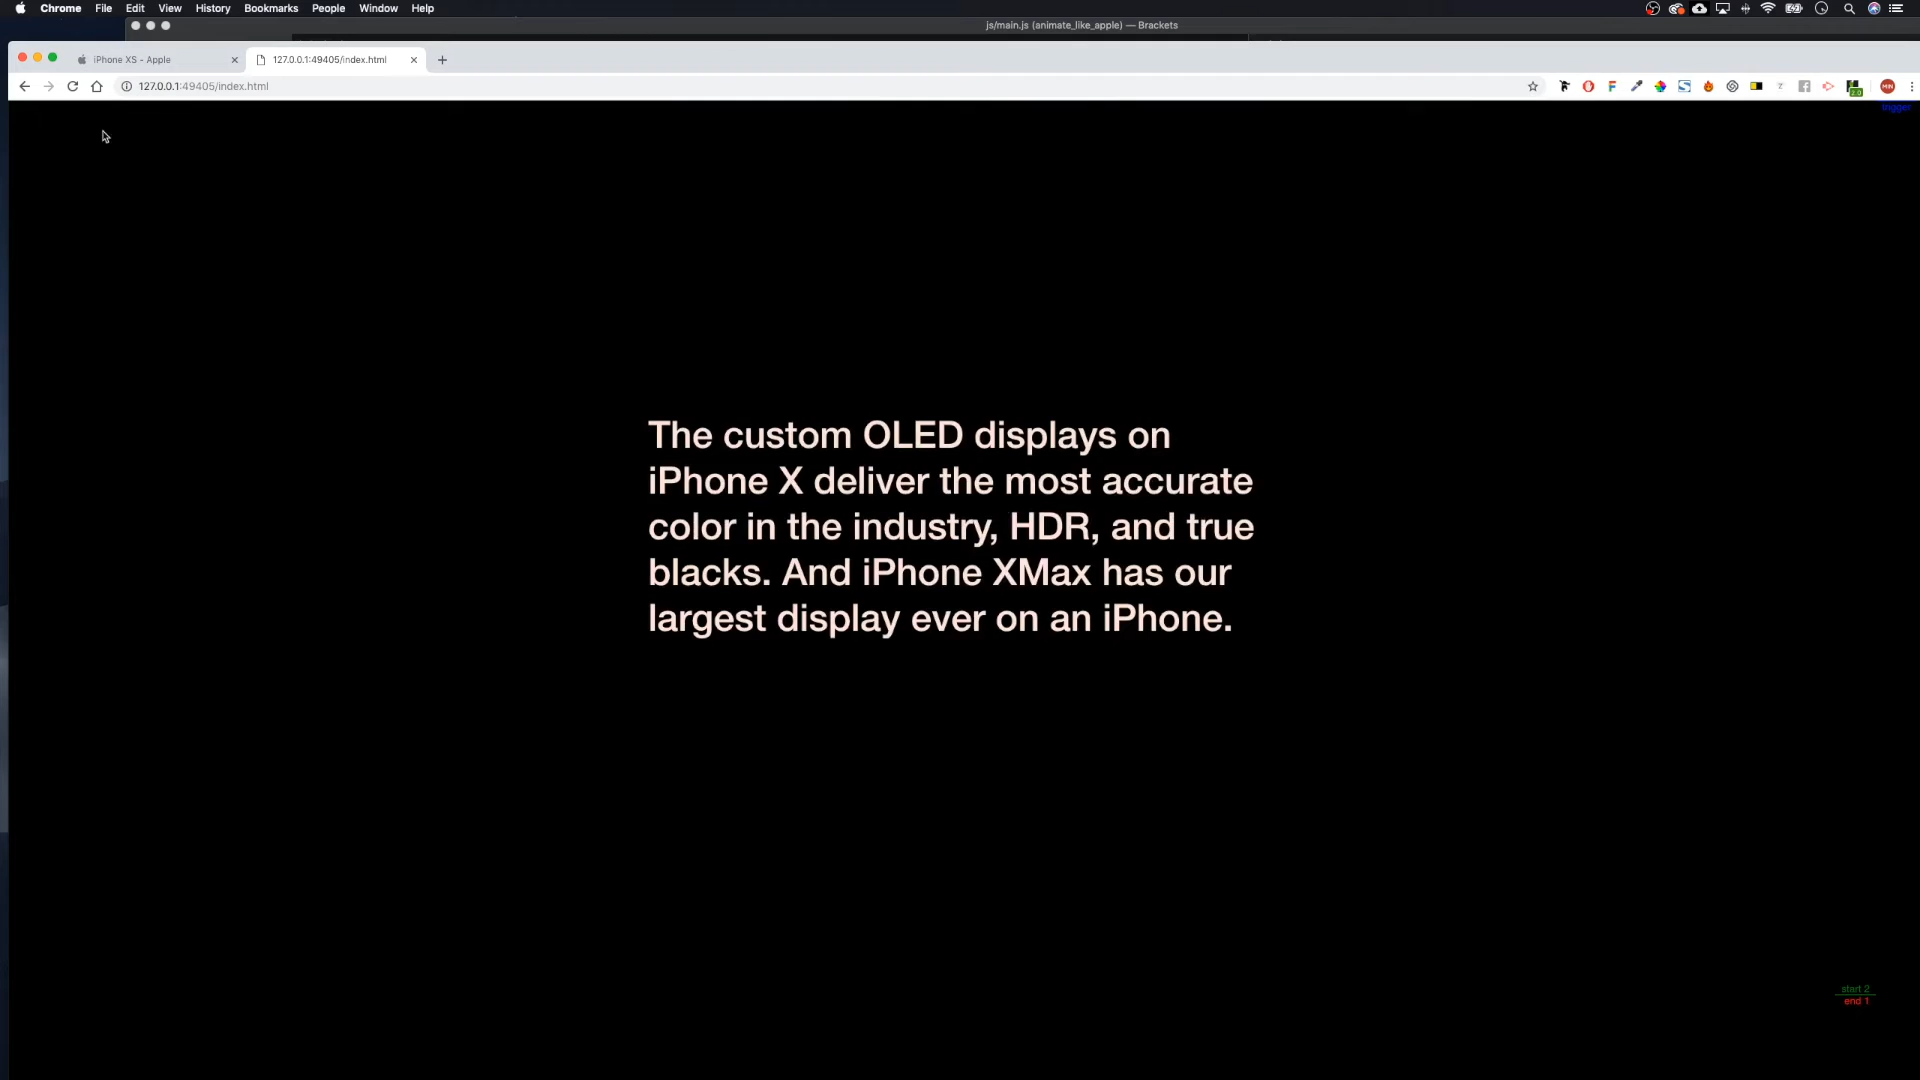 Chrome File Edit View History Bookmarks People Window Help
js/main.js (animate_like_apple) — Brackets
iPhone XS - Apple
127.0.0.1:49405/index.html
127.0.0.1:49405/index.html
trigger
The custom OLED displays on
iPhone X deliver the most accurate
color in the industry, HDR, and true
blacks. And iPhone XMax has our
largest display ever on an iPhone.
start 2
end 1